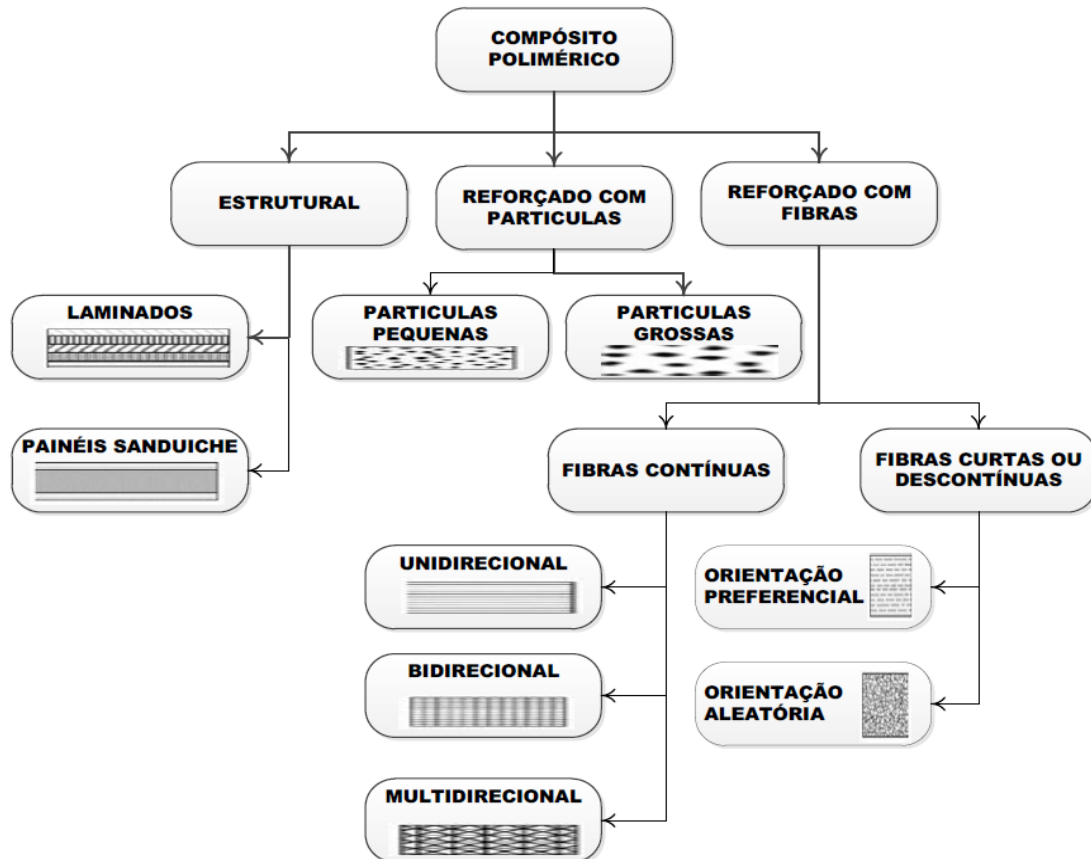 COMPÓSITO
POLIMÉRICO
ESTRUTURAL
REFORÇADO COM
PARTICULAS
REFORÇADO COM
FIBRAS
LAMINADOS
PARTICULAS
PEQUENAS
PARTICULAS
GROSSAS
PAINÉIS SANDUICHE
FIBRAS CONTÍNUAS
FIBRAS CURTAS OU
DESCONTÍNUAS
UNIDIRECIONAL
ORIENTAÇÃO
PREFERENCIAL
BIDIRECIONAL
ORIENTAÇÃO
ALEATÓRIA
MULTIDIRECIONAL